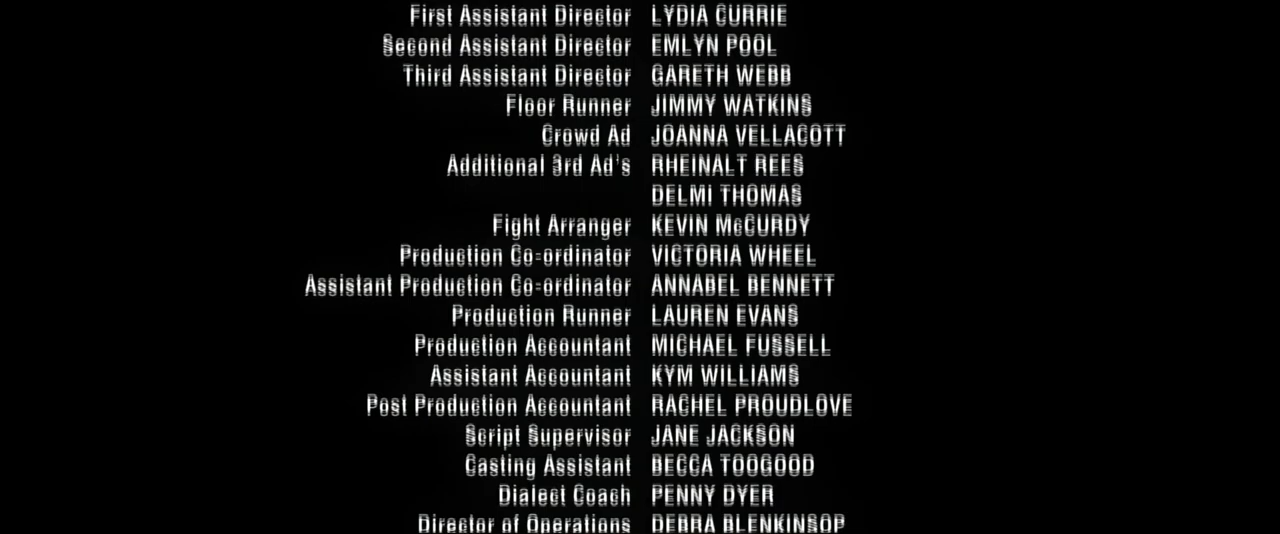 First Assistant Director LYDIA CURRIE
Second Assistant Director EMLYN POOL
Third Assistant Director GARETH WEBB
Floor Runner JIMMY WATKINS
Crowd Ad JOANNA VELLACOTT
Additional 3rd Ad's RHEINALT REES
DELMI THOMAS
Fight Arranger KEVIN McCURDY
Production Co-ordinator VICTORIA WHEEL
Assistant Production Co-ordinator ANNABEL BENNETT
Production Runner LAUREN EVANS
Production Accountant MICHAEL FUSSELL
Assistant Accountant KYM WILLIAMS
Post Production Accountant RACHEL PROUDLOVE
Script Supervisor JANE JACKSON
Casting Assistant BECCA TOOGOOD
Dialect Coach PENNY DYER
Director of Operations DEBRA BLENKINSOP